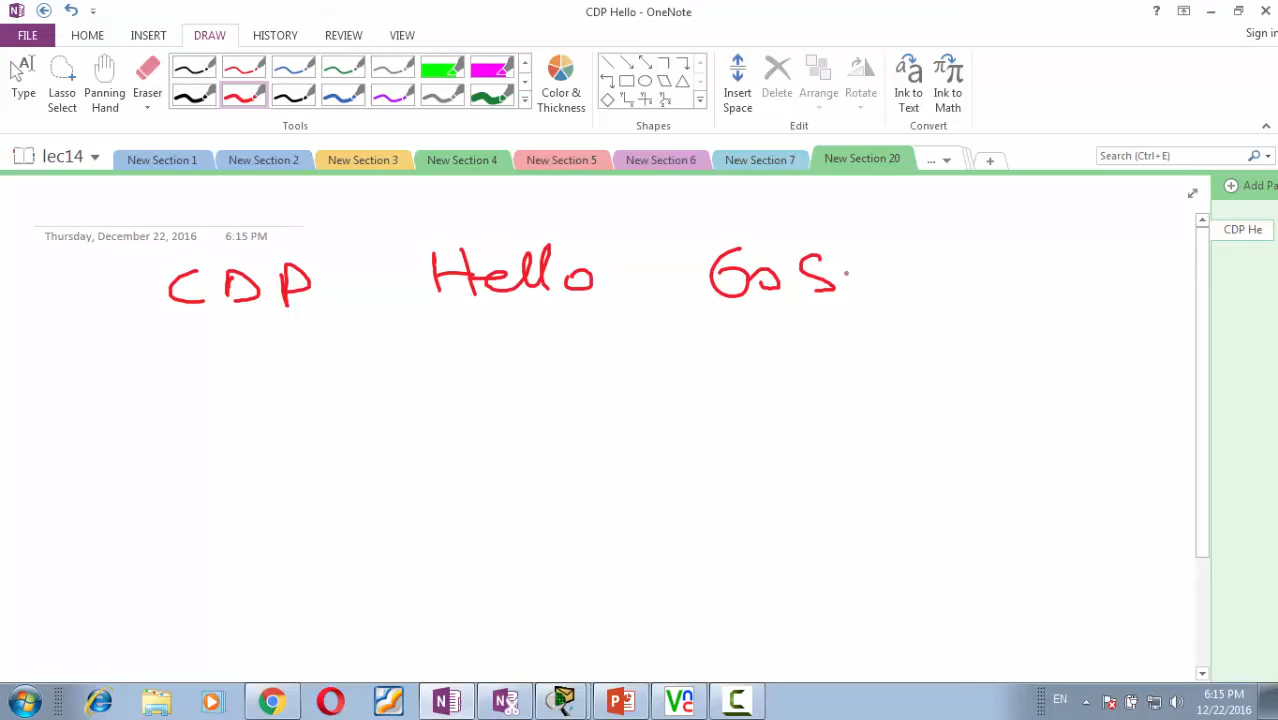 CDP Hello - OneNote
?
FILE HOME INSERT DRAW HISTORY REVIEW VIEW
Sign in
Type Lasso Select Panning Hand Eraser Color & Thickness Insert Space Delete Arrange Rotate Ink to Text Ink to Math
Tools Shapes Edit Convert
lec14 New Section 1 New Section 2 New Section 3 New Section 4 New Section 5 New Section 6 New Section 7 New Section 20 ... Search (Ctrl+E)
Add Pa
Thursday, December 22, 2016 6:15 PM
CDP He
CDP Hello
EN 6:15 PM
12/22/2016